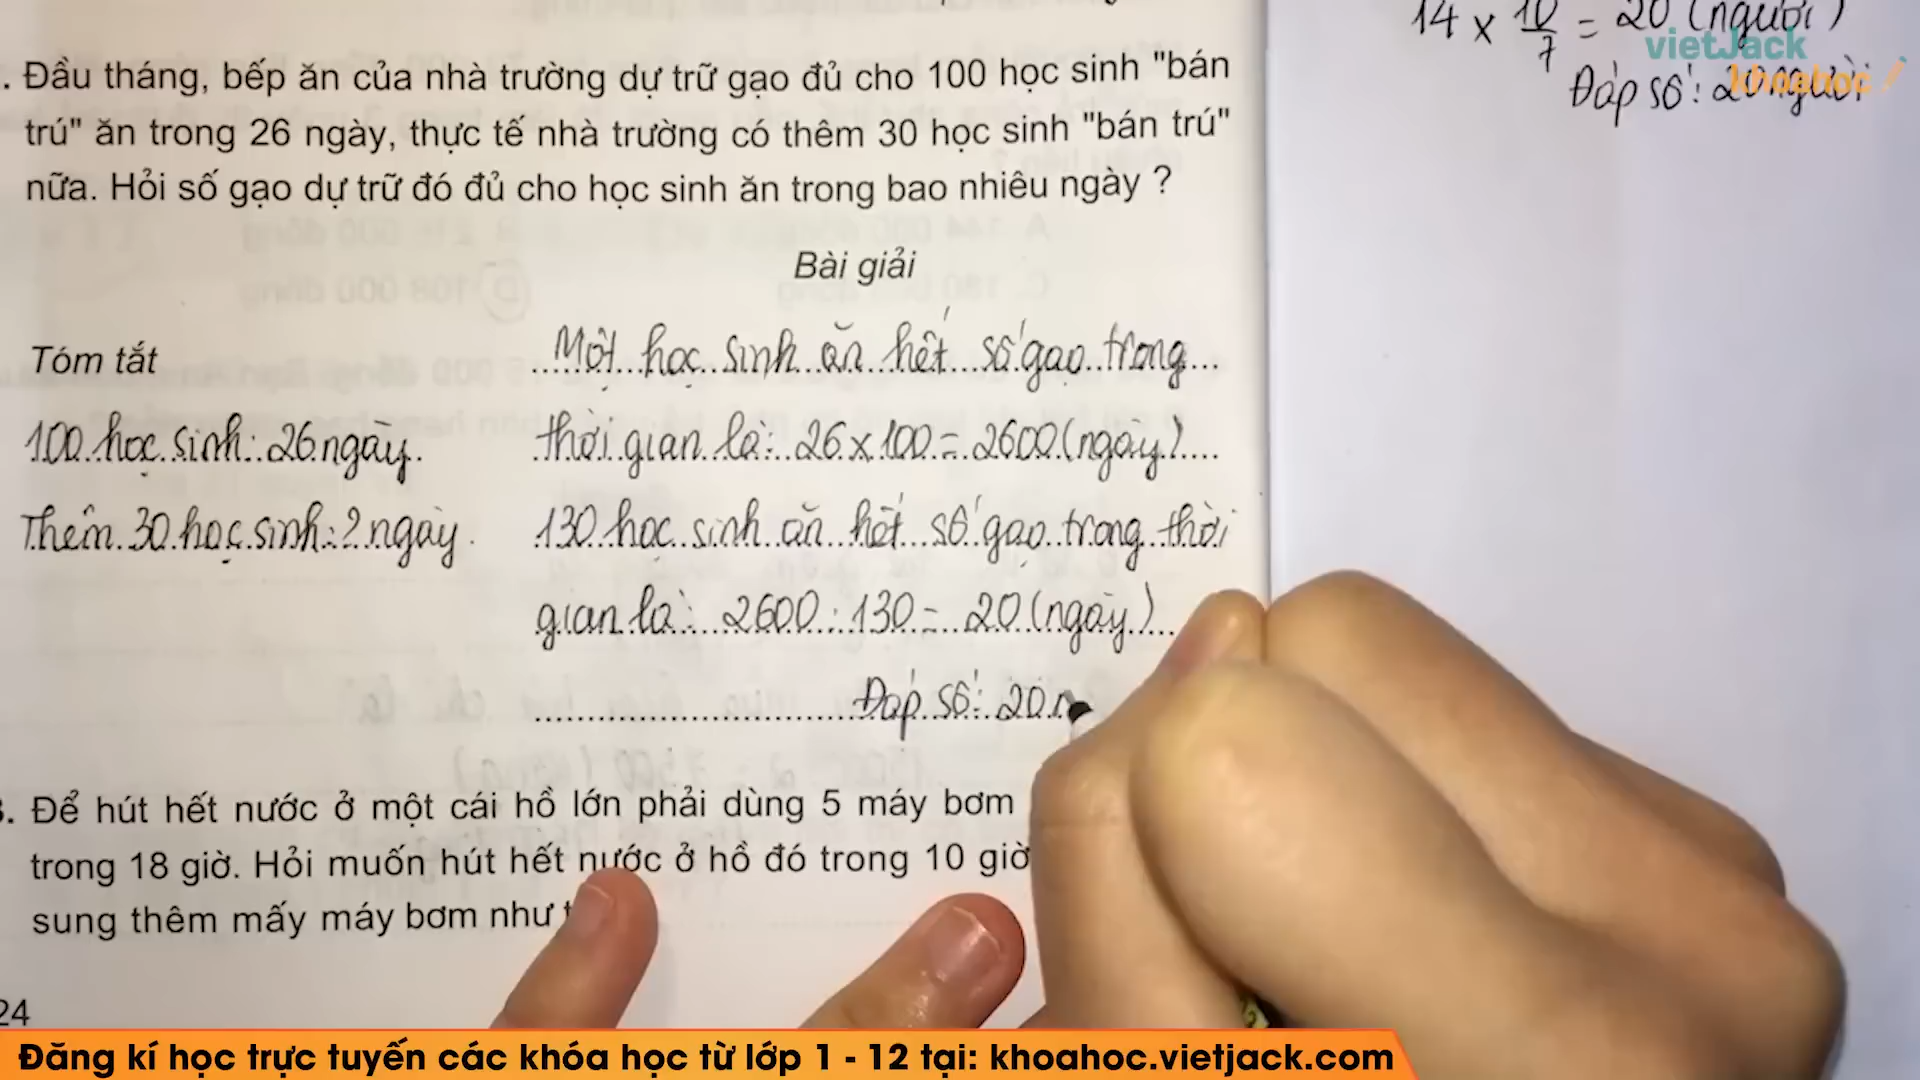 14 x 10/7 = 20 (người)
Đáp số: 20 người
vietJack
khoahoc
. Đầu tháng, bếp ăn của nhà trường dự trữ gạo đủ cho 100 học sinh "bán
trú" ăn trong 26 ngày, thực tế nhà trường có thêm 30 học sinh "bán trú"
nữa. Hỏi số gạo dự trữ đó đủ cho học sinh ăn trong bao nhiêu ngày ?
Bài giải
Tóm tắt
100 học sinh: 26 ngày.
Thêm 30 học sinh: ? ngày.
Một học sinh ăn hết số gạo trong
thời gian là: 26 x 100 = 2600 (ngày)
130 học sinh ăn hết số gạo trong thời
gian là: 2600 : 130 = 20 (ngày)
Đáp số: 20 n
3. Để hút hết nước ở một cái hồ lớn phải dùng 5 máy bơm
trong 18 giờ. Hỏi muốn hút hết nước ở hồ đó trong 10 giờ
sung thêm mấy máy bơm như
24
Đăng kí học trực tuyến các khóa học từ lớp 1 - 12 tại: khoahoc.vietjack.com